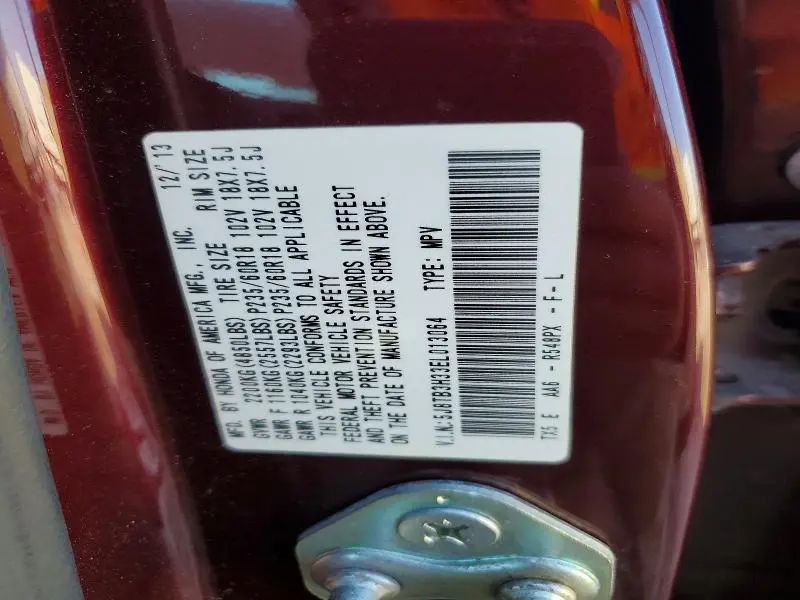 MFG. BY HONDA OF AMERICA MFG., INC. 12/'13
TIRE SIZE RIM SIZE
GVWR 2200KG(4850LBS)
GAWR F 1160KG(2557LBS) P235/60R18 102V 18X7.5J
GAWR R 1040KG(2293LBS) P235/60R18 102V 18X7.5J
THIS VEHICLE CONFORMS TO ALL APPLICABLE
FEDERAL MOTOR VEHICLE SAFETY
AND THEFT PREVENTION STANDARDS IN EFFECT
ON THE DATE OF MANUFACTURE SHOWN ABOVE.
V.I.N.:5J8TB3H33EL013064 TYPE: MPV
TX5 E AA6 - R548PX - F - L